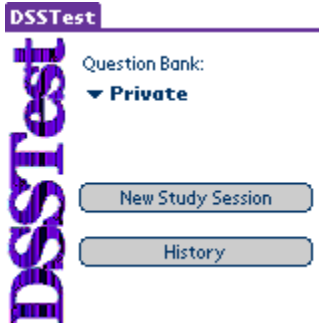 DSSTest
DSSTest
Question Bank:
Private
New Study Session
History